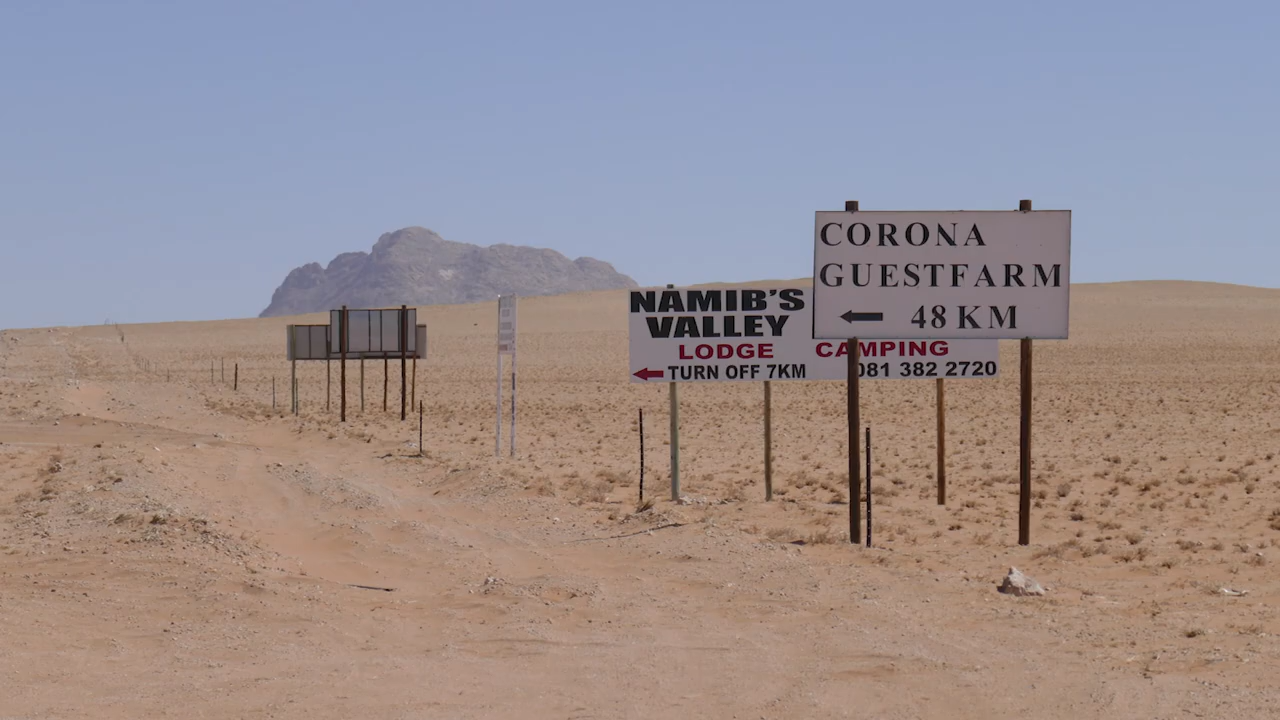 CORONA
GUESTFARM
48 KM
NAMIB'S
VALLEY
LODGE CAMPING
TURN OFF 7KM 081 382 2720